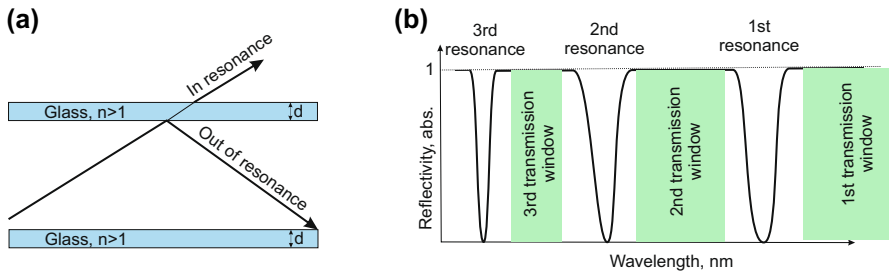 (a)
In resonance
Glass, n>1
d
Out of resonance
Glass, n>1
d
(b)
3rd
resonance
2nd
resonance
1st
resonance
1
Reflectivity, abs.
3rd transmission
window
2nd transmission
window
1st transmission
window
Wavelength, nm